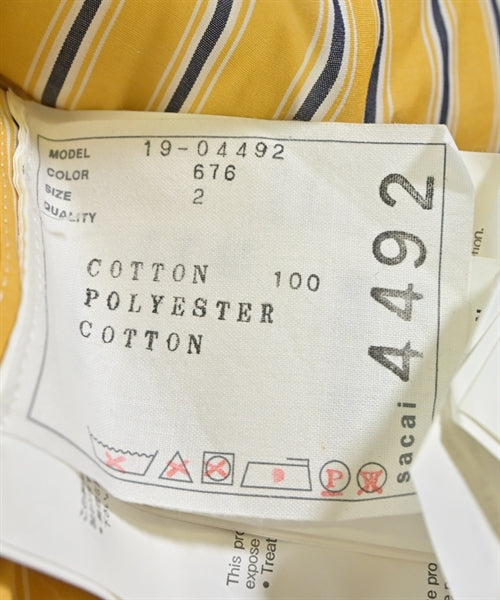 MODEL 19-04492
COLOR 676
SIZE 2
QUALITY
COTTON 100
POLYESTER
COTTON
sacai 4492
P W
This pro
expose
• Treat
e pro
tion.